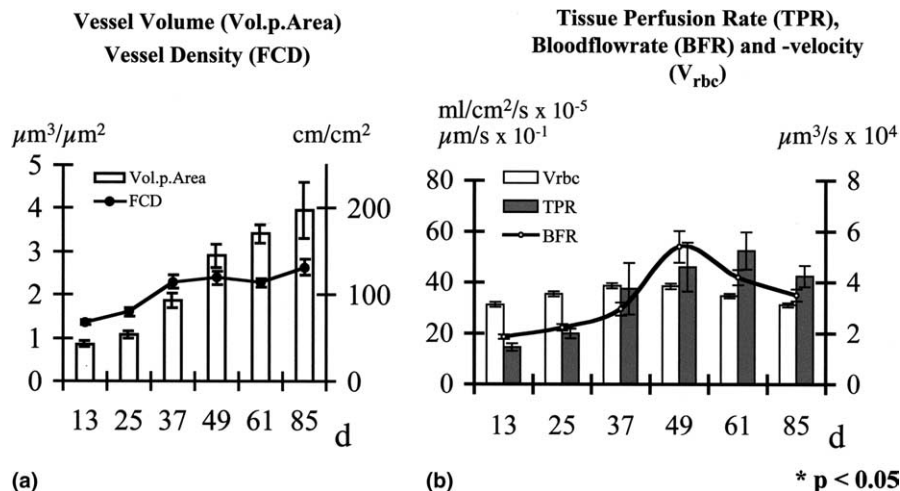 Vessel Volume (Vol.p.Area)
Vessel Density (FCD)
µm³/µm²
cm/cm²
5
4
3
2
1
0
Vol.p.Area
FCD
200
100
0
13 25 37 49 61 85 d
(a)
Tissue Perfusion Rate (TPR),
Bloodflowrate (BFR) and -velocity
(Vrbc)
ml/cm²/s x 10⁻⁵
µm/s x 10⁻¹
µm³/s x 10⁴
80
60
40
20
0
Vrbc
TPR
BFR
8
6
4
2
0
13 25 37 49 61 85 d
(b)
* p < 0.05